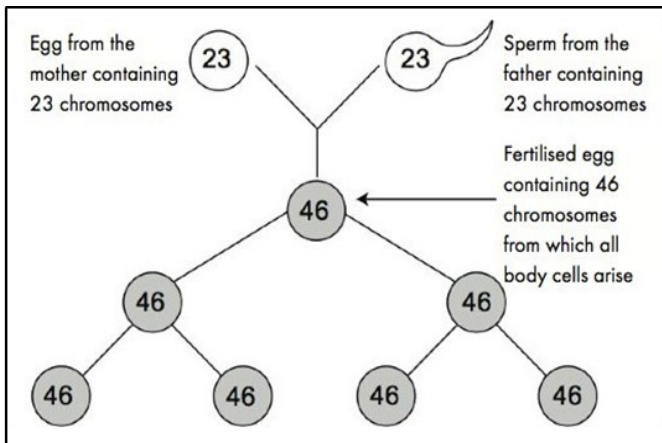 Egg from the
mother containing
23 chromosomes
23
23
Sperm from the
father containing
23 chromosomes
Fertilised egg
containing 46
chromosomes
from which all
body cells arise
46
46
46
46
46
46
46